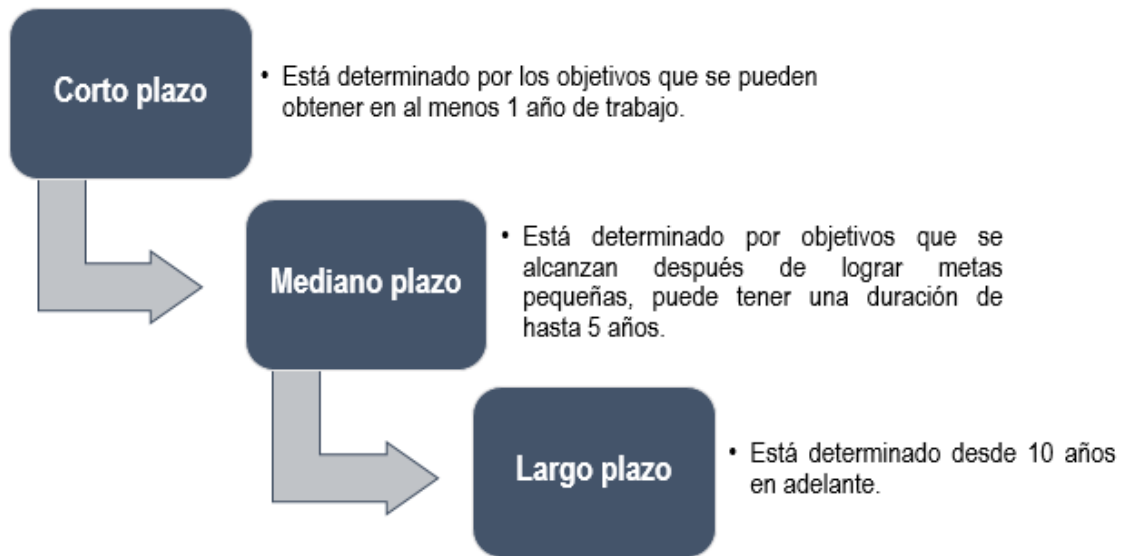 Corto plazo
• Está determinado por los objetivos que se pueden
obtener en al menos 1 año de trabajo.
Mediano plazo
• Está determinado por objetivos que se
alcanzan después de lograr metas
pequeñas, puede tener una duración de
hasta 5 años.
Largo plazo
• Está determinado desde 10 años
en adelante.